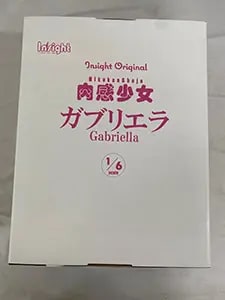 Insight
Insight Original
NikukanShojo
肉感少女
ガブリエラ
Gabriella
1/6
scale